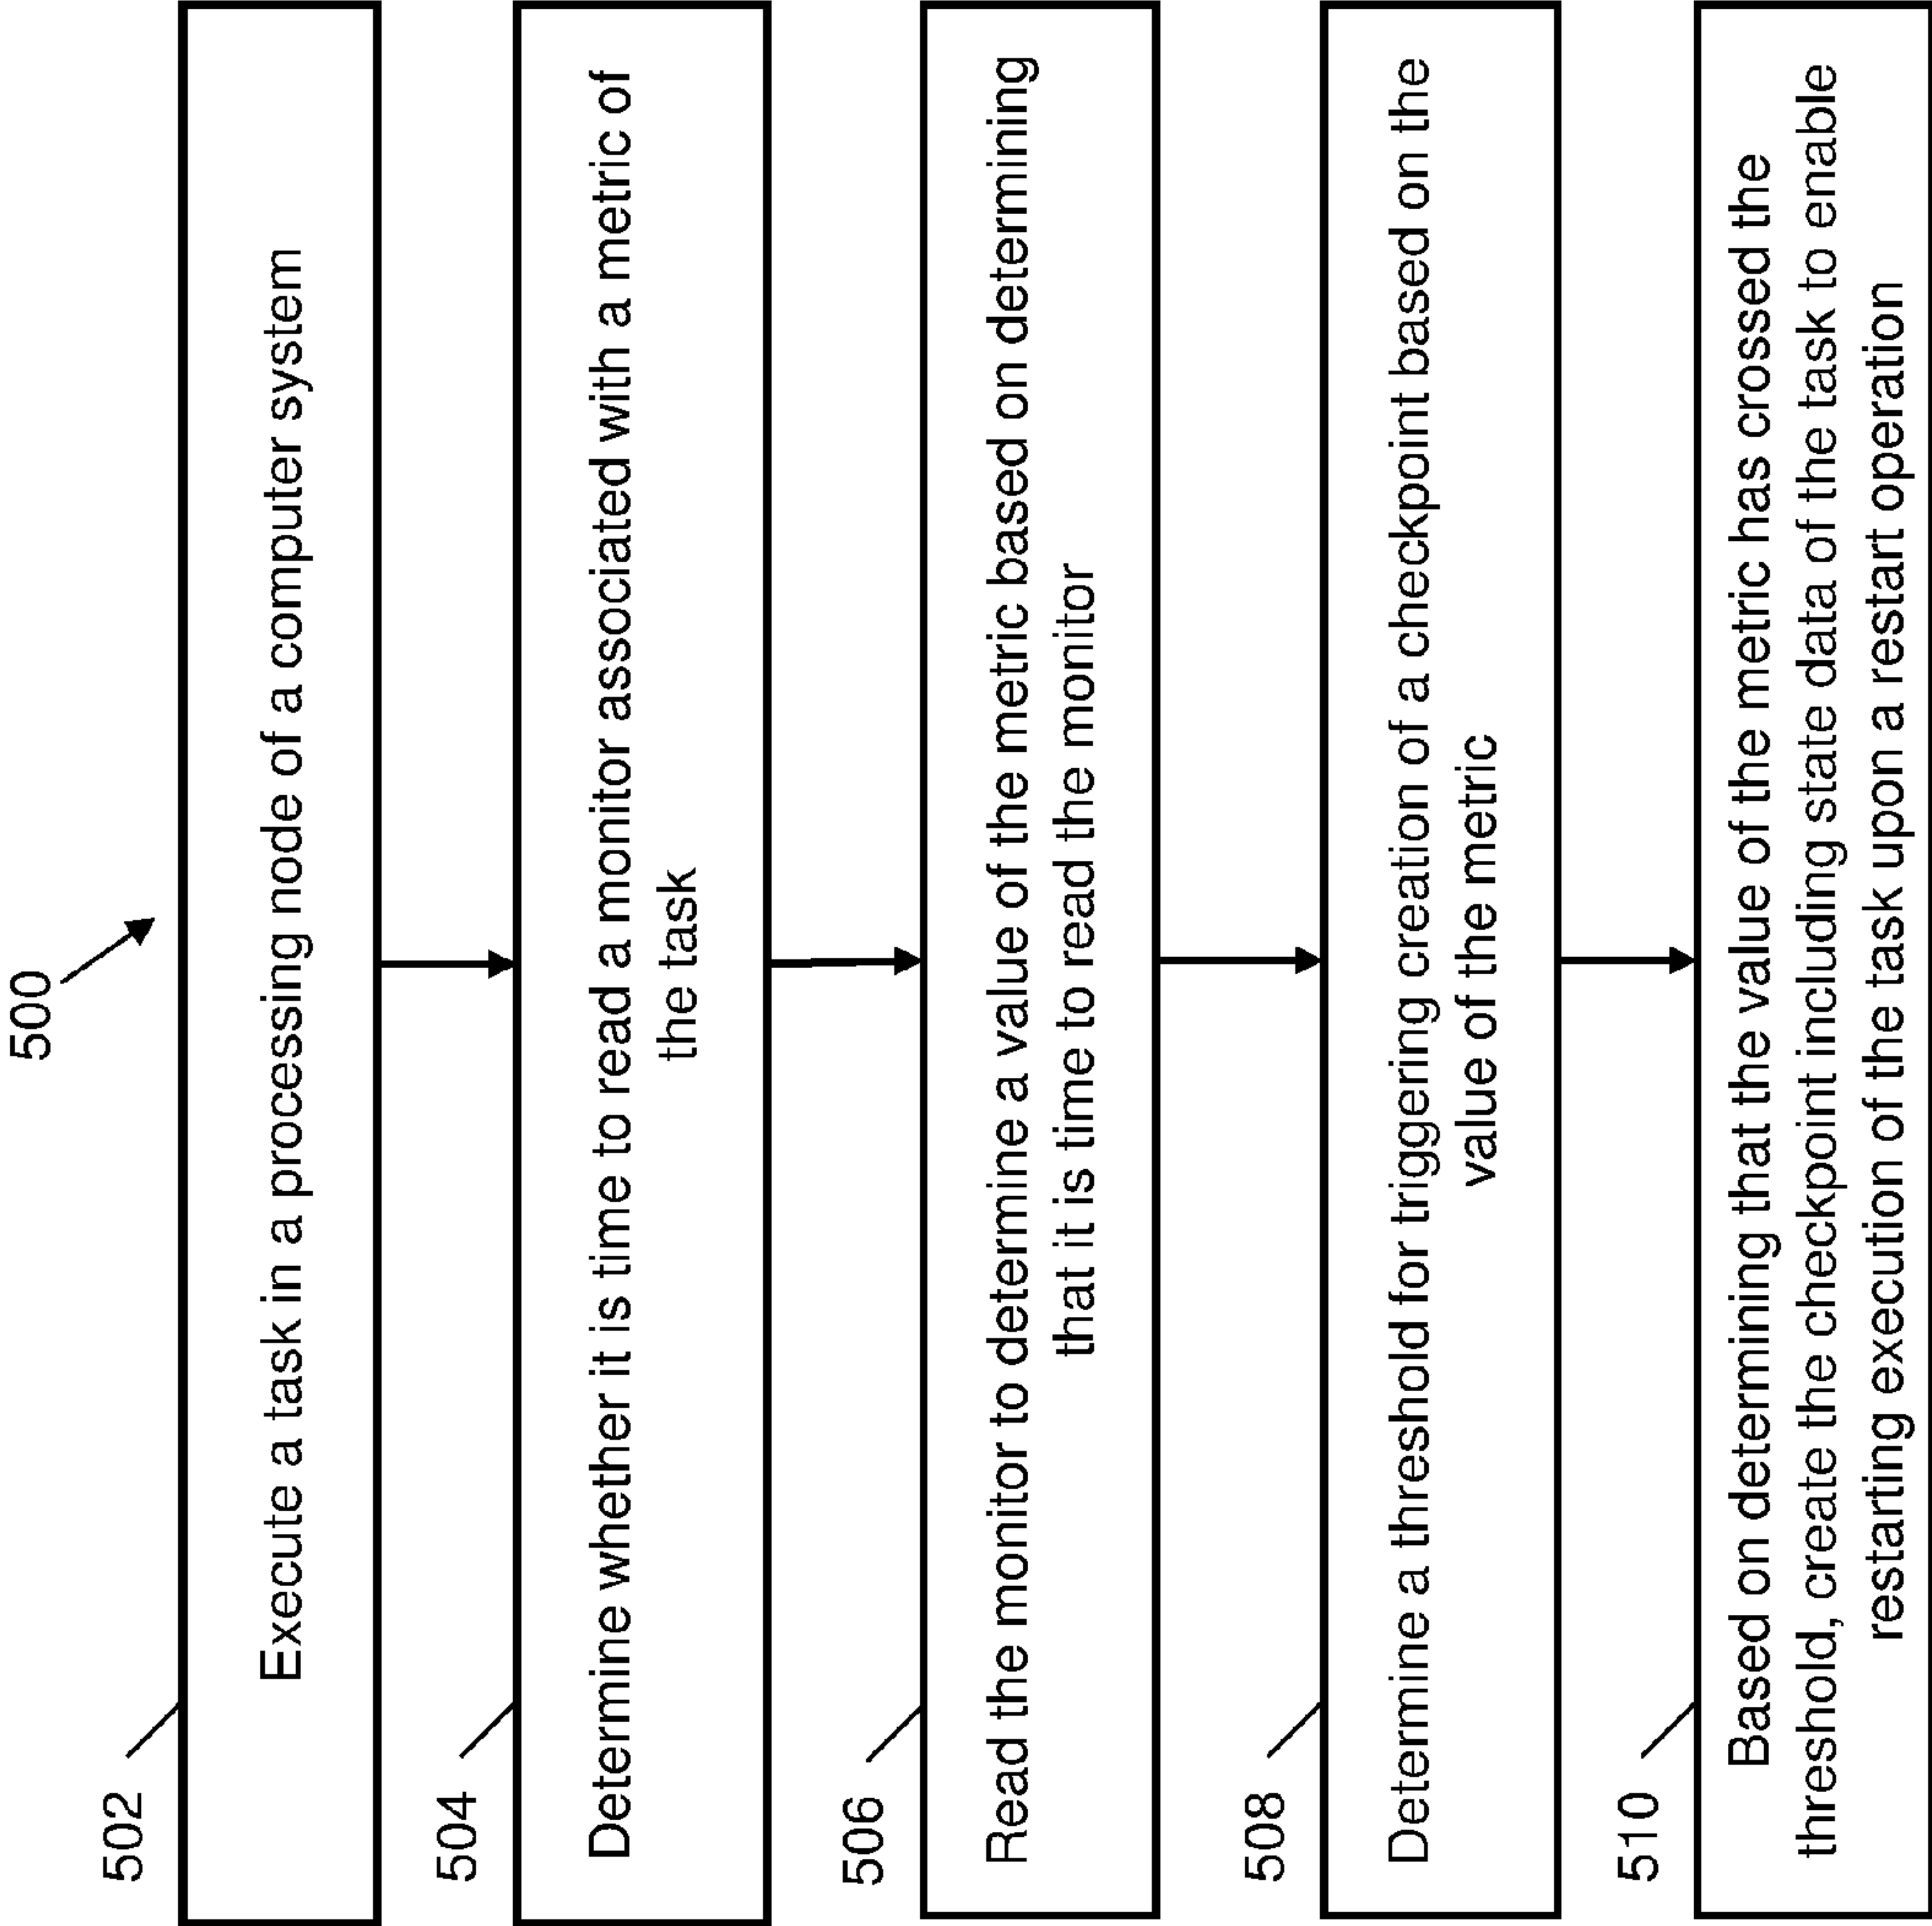 500
502
Execute a task in a processing node of a computer system
504
Determine whether it is time to read a monitor associated with a metric of
the task
506
Read the monitor to determine a value of the metric based on determining
that it is time to read the monitor
508
Determine a threshold for triggering creation of a checkpoint based on the
value of the metric
510
Based on determining that the value of the metric has crossed the
threshold, create the checkpoint including state data of the task to enable
restarting execution of the task upon a restart operation